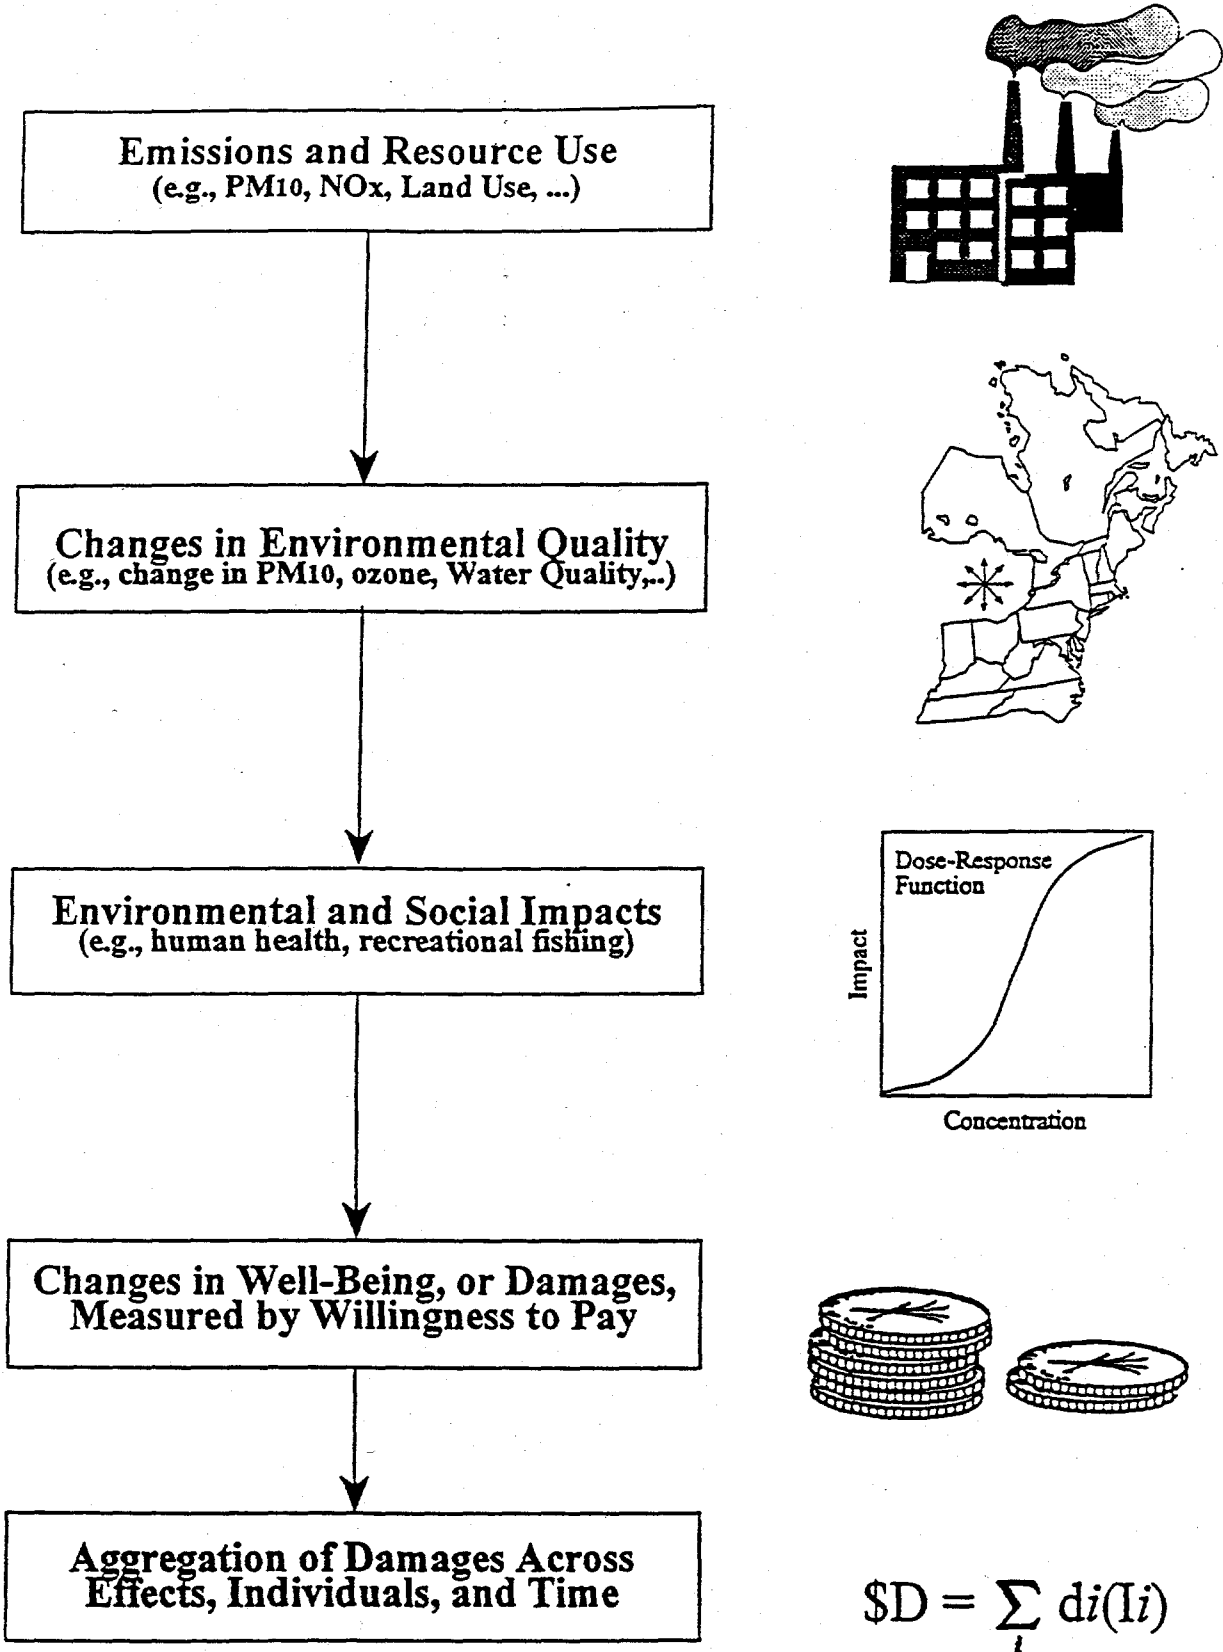 Emissions and Resource Use
(e.g., PM10, NOx, Land Use, ...)
Changes in Environmental Quality
(e.g., change in PM10, ozone, Water Quality,..)
Environmental and Social Impacts
(e.g., human health, recreational fishing)
Dose-Response
Function
Impact
Concentration
Changes in Well-Being, or Damages,
Measured by Willingness to Pay
Aggregation of Damages Across
Effects, Individuals, and Time
$D = ∑ di(Ii)
i